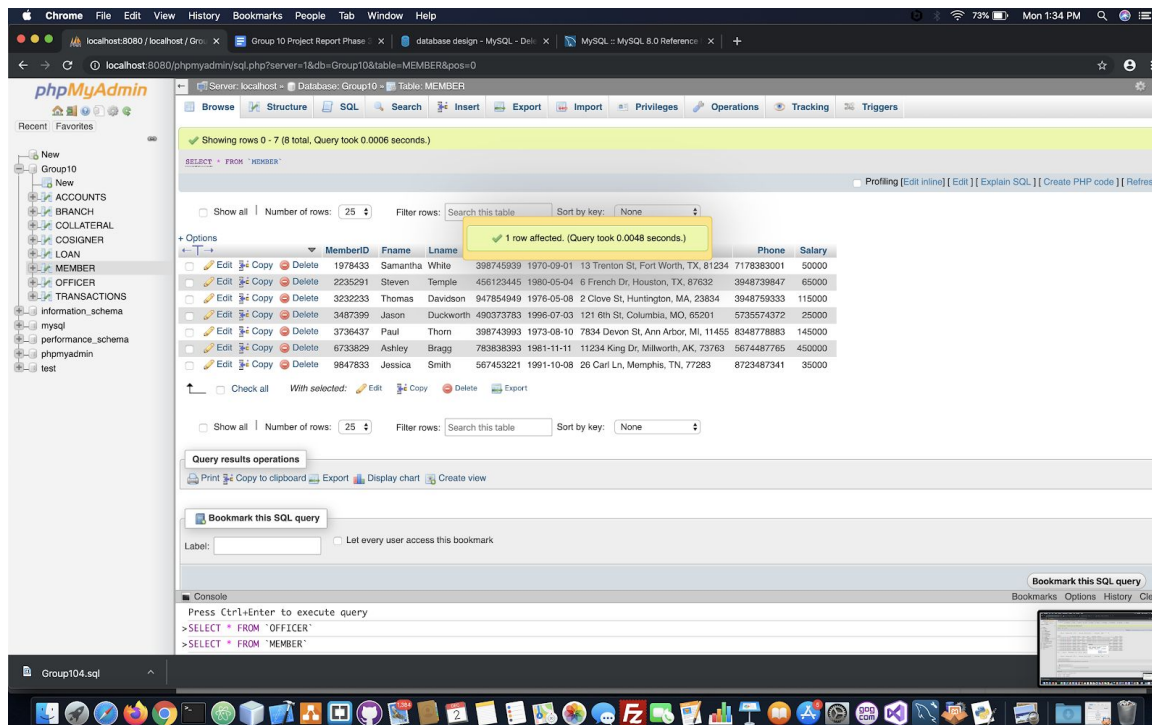 Chrome File Edit View History Bookmarks People Tab Window Help 73% Mon 1:34 PM
localhost:8080 / localhost / Grou Group 10 Project Report Phase database design - MySQL - Dele MySQL :: MySQL 8.0 Reference
localhost:8080/phpmyadmin/sql.php?server=1&db=Group10&table=MEMBER&pos=0
phpMyAdmin
Recent Favorites
New
Group10
New
ACCOUNTS
BRANCH
COLLATERAL
COSIGNER
LOAN
MEMBER
OFFICER
TRANSACTIONS
information_schema
mysql
performance_schema
phpmyadmin
test
Server: localhost » Database: Group10 » Table: MEMBER
Browse Structure SQL Search Insert Export Import Privileges Operations Tracking Triggers
Showing rows 0 - 7 (8 total, Query took 0.0006 seconds.)
SELECT * FROM `MEMBER`
Profiling [Edit inline] [ Edit ] [ Explain SQL ] [ Create PHP code ] [ Refres
Show all Number of rows: 25 Filter rows: Search this table Sort by key: None
1 row affected. (Query took 0.0048 seconds.)
+ Options
MemberID Fname Lname Phone Salary
Edit Copy Delete 1978433 Samantha White 398745939 1970-09-01 13 Trenton St, Fort Worth, TX, 81234 7178383001 50000
Edit Copy Delete 2235291 Steven Temple 456123445 1980-05-04 6 French Dr, Houston, TX, 87632 3948739847 65000
Edit Copy Delete 3232233 Thomas Davidson 947854949 1976-05-08 2 Clove St, Huntington, MA, 23834 3948759333 115000
Edit Copy Delete 3487399 Jason Duckworth 490373783 1996-07-03 121 6th St, Columbia, MO, 65201 5735574372 25000
Edit Copy Delete 3736437 Paul Thorn 398743993 1973-08-10 7834 Devon St, Ann Arbor, MI, 11455 8348778883 145000
Edit Copy Delete 6733829 Ashley Bragg 783838393 1981-11-11 11234 King Dr, Millworth, AK, 73763 5674487765 450000
Edit Copy Delete 9847833 Jessica Smith 567453221 1991-10-08 26 Carl Ln, Memphis, TN, 77283 8723487341 35000
Check all With selected: Edit Copy Delete Export
Show all Number of rows: 25 Filter rows: Search this table Sort by key: None
Query results operations
Print Copy to clipboard Export Display chart Create view
Bookmark this SQL query
Label: Let every user access this bookmark
Bookmark this SQL query
Console Bookmarks Options History Cle
Press Ctrl+Enter to execute query
>SELECT * FROM `OFFICER`
>SELECT * FROM `MEMBER`
Group104.sql